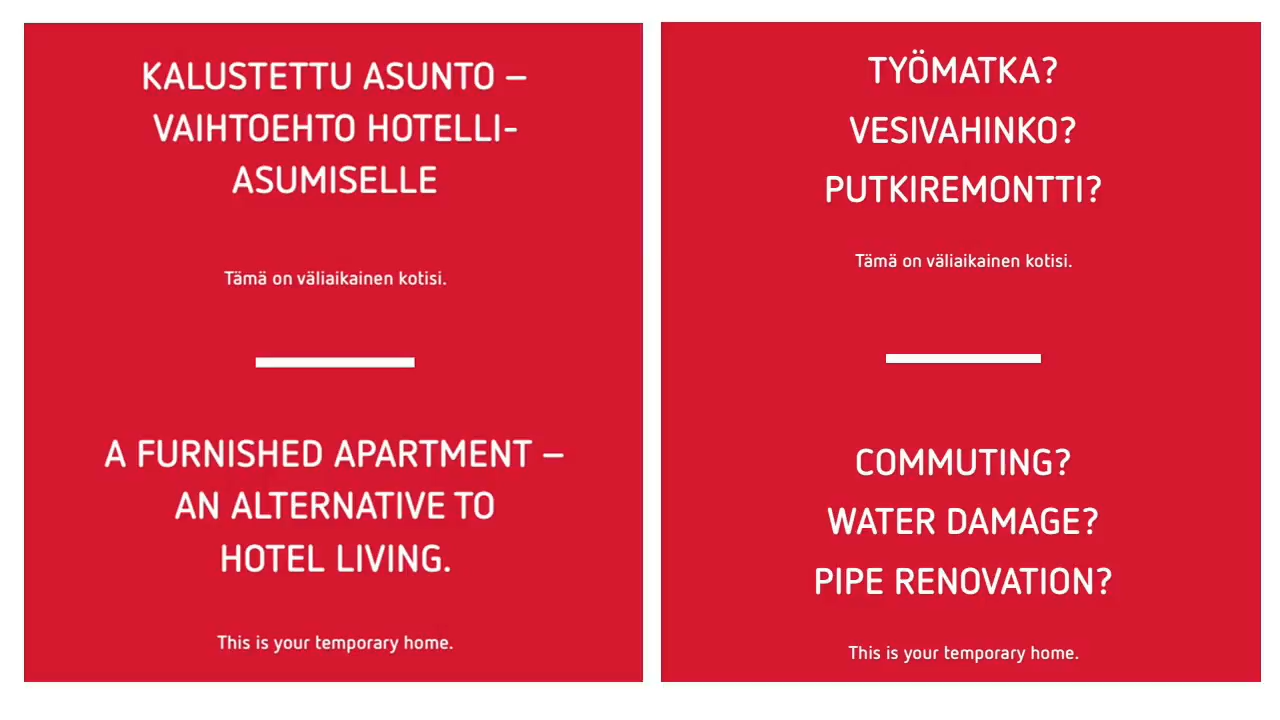 KALUSTETTU ASUNTO –
VAIHTOEHTO HOTELLI-
ASUMISELLE
Tämä on väliaikainen kotisi.
A FURNISHED APARTMENT –
AN ALTERNATIVE TO
HOTEL LIVING.
This is your temporary home.
TYÖMATKA?
VESIVAHINKO?
PUTKIREMONTTI?
Tämä on väliaikainen kotisi.
COMMUTING?
WATER DAMAGE?
PIPE RENOVATION?
This is your temporary home.